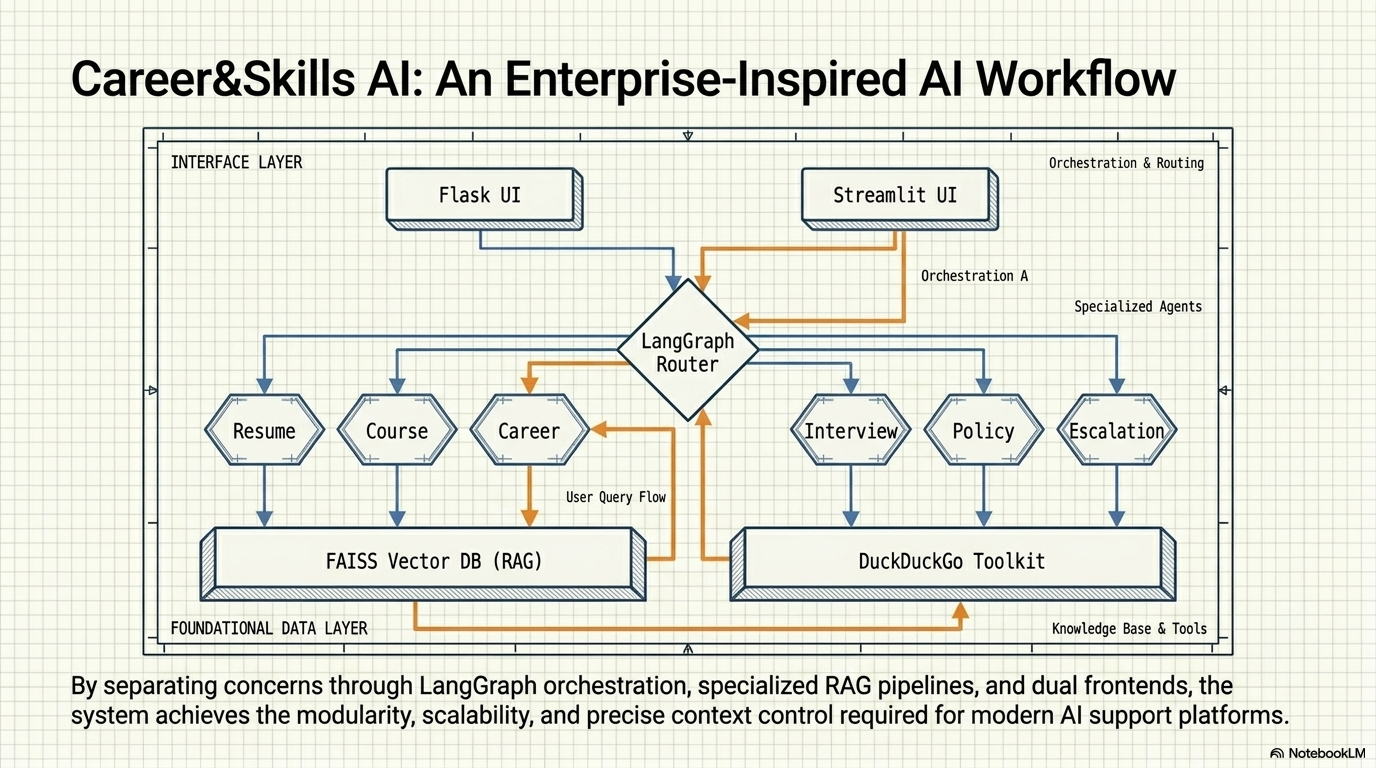 Career&Skills AI: An Enterprise-Inspired AI Workflow
INTERFACE LAYER
Orchestration & Routing
Flask UI
Streamlit UI
Orchestration A
Specialized Agents
LangGraph
Router
Resume
Course
Career
Interview
Policy
Escalation
User Query Flow
FAISS Vector DB (RAG)
DuckDuckGo Toolkit
FOUNDATIONAL DATA LAYER
Knowledge Base & Tools
By separating concerns through LangGraph orchestration, specialized RAG pipelines, and dual frontends, the
system achieves the modularity, scalability, and precise context control required for modern AI support platforms.
NotebookLM